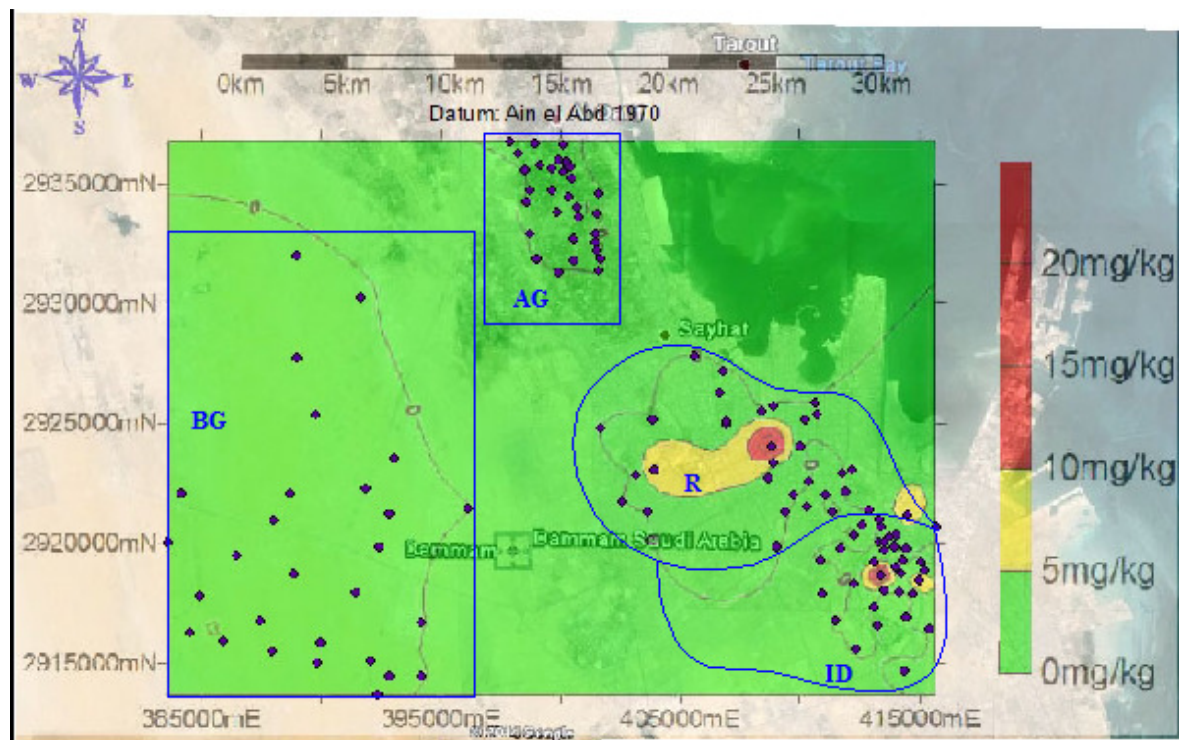 N
W E
S
Tarout
Tarout Bay
0km 5km 10km 15km 20km 25km 30km
Datum: Ain el Abd 1970
2935000mN
2930000mN
2925000mN
2920000mN
2915000mN
AG
Sayhat
BG
R
Dammam
Dammam Saudi Arabia
ID
20mg/kg
15mg/kg
10mg/kg
5mg/kg
0mg/kg
385000mE 395000mE 405000mE 415000mE